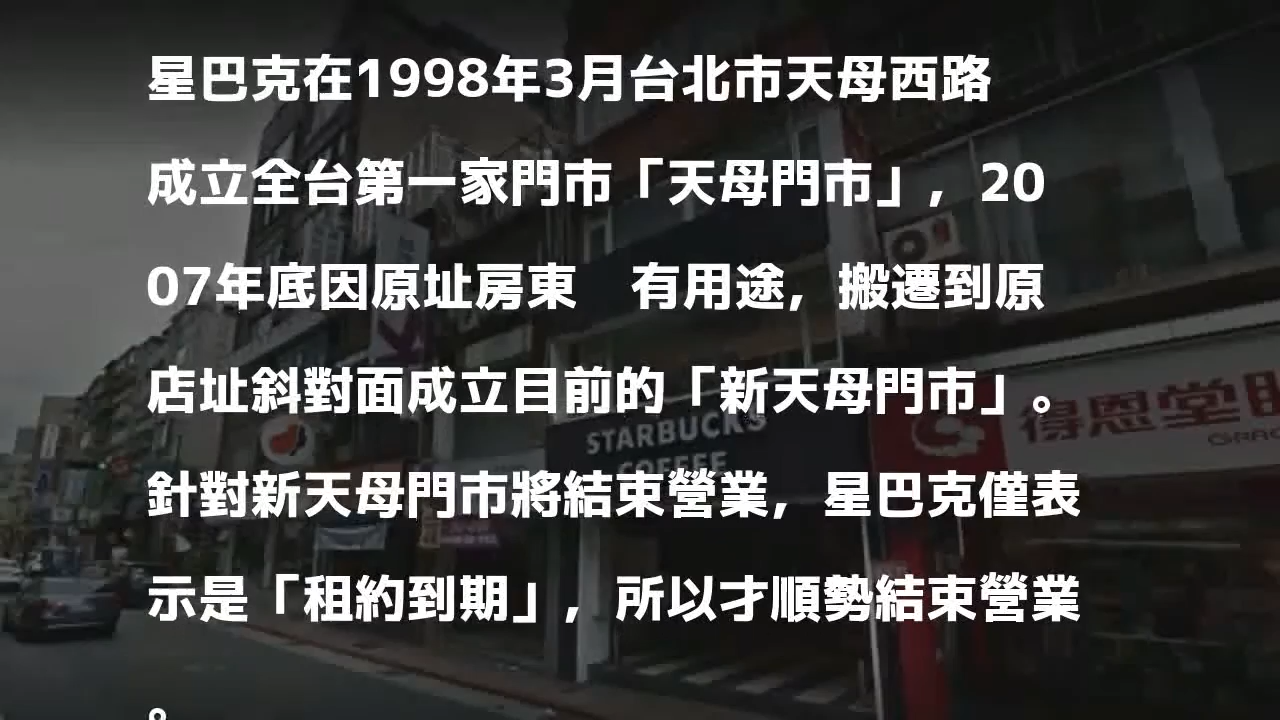 星巴克在1998年3月台北市天母西路
成立全台第一家門市「天母門市」，20
07年底因原址房東　有用途，搬遷到原
店址斜對面成立目前的「新天母門市」。
STARBUCKS
COFFEE
得恩堂
針對新天母門市將結束營業，星巴克僅表
示是「租約到期」，所以才順勢結束營業
。